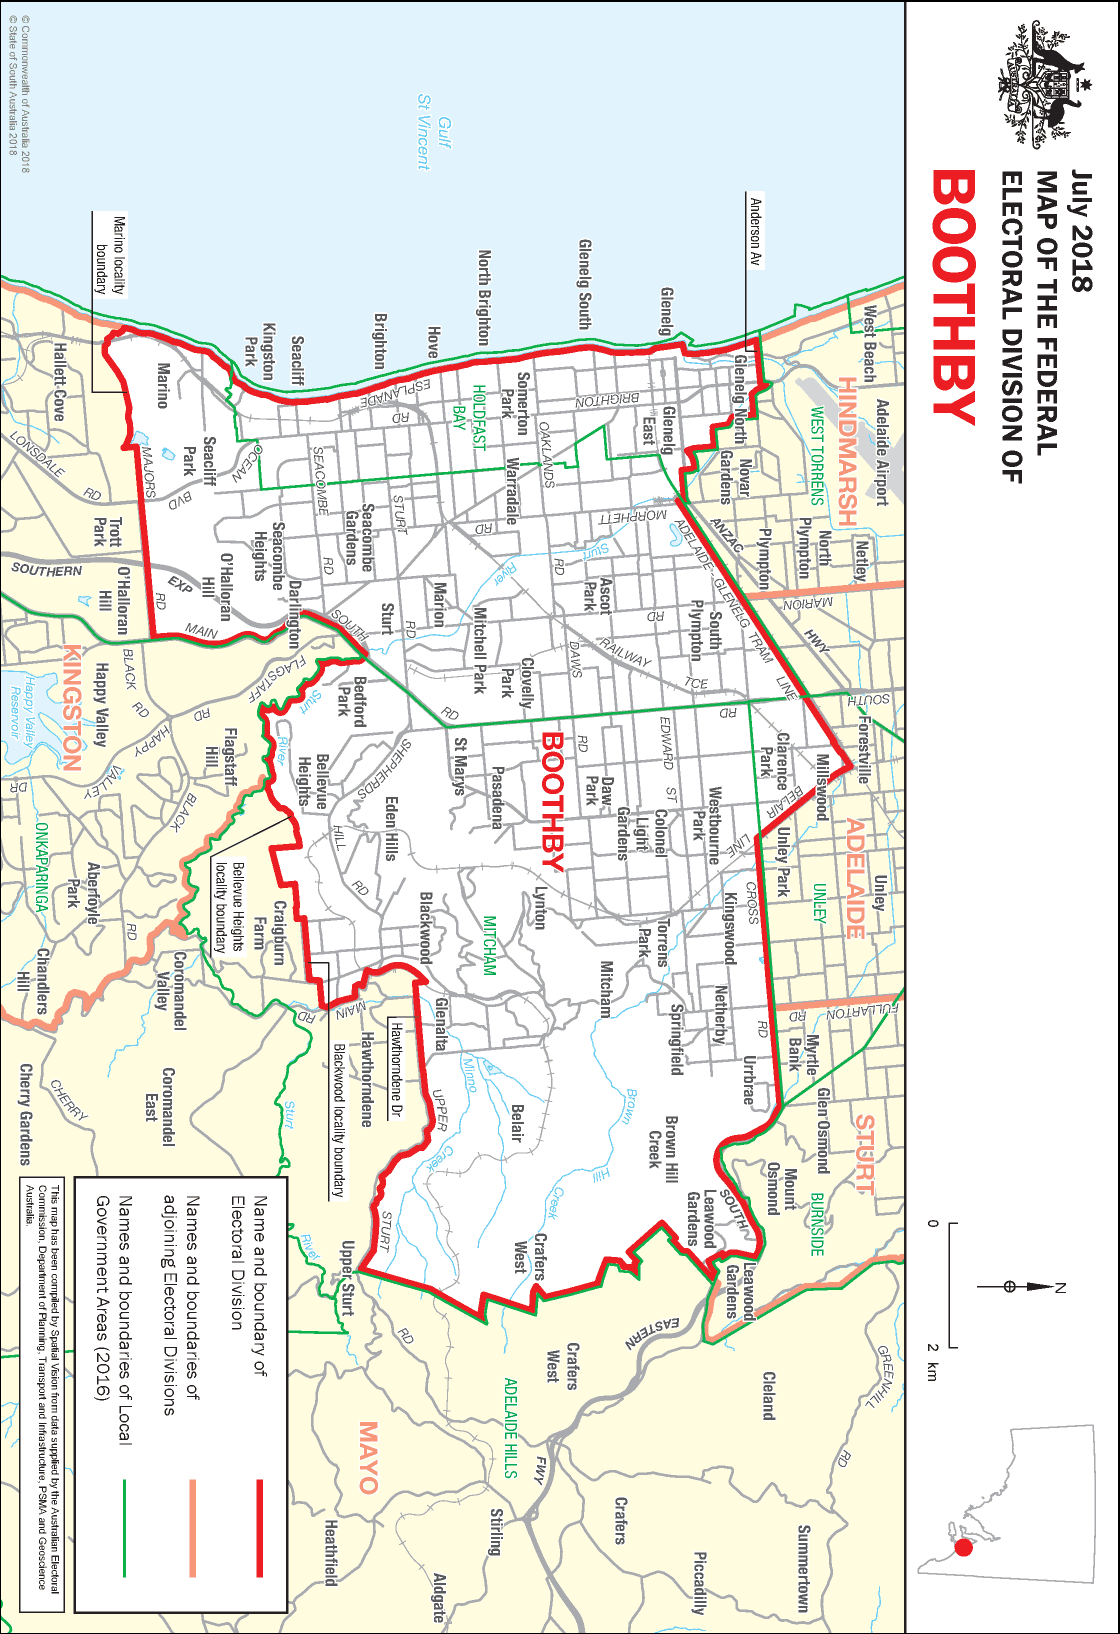 July 2018
MAP OF THE FEDERAL
ELECTORAL DIVISION OF
BOOTHBY
N
0 2 km
Anderson Av
West Beach
Adelaide Airport
HINDMARSH
WEST TORRENS
Netley
North
Plympton
Plympton
ANZAC
HWY
MARION
Novar
Gardens
Glenelg North
Glenelg
Glenelg
East
Glenelg South
North Brighton
Hove
Brighton
Seacliff
Kingston
Park
Gulf
St Vincent
BRIGHTON
RD
ESPLANADE
Somerton
Park
HOLDFAST
BAY
OAKLANDS
RD
Warradale
MORPHETT
RD
ADELAIDE - GLENELG TRAM LINE
Sturt
River
Ascot
Park
South
Plympton
RD
RAILWAY
TCE
DAWS
RD
STURT
RD
Marion
Mitchell Park
Clovelly
Park
Sturt
SEACOMBE
RD
Seacombe
Gardens
Seacombe
Heights
Darlington
OCEAN
BVD
Marino
Seacliff
Park
MAJORS
RD
Marino locality
boundary
Hallett Cove
LONSDALE
RD
Trott
Park
O'Halloran
Hill
O'Halloran
Hill
SOUTHERN
EXP
MAIN
SOUTH
RD
SOUTH
RD
Forestville
Clarence
Park
Millswood
BELAIR
LINE
Unley Park
UNLEY
Unley
ADELAIDE
EDWARD
ST
Daw
Park
Colonel
Light
Gardens
Westbourne
Park
CROSS
RD
Kingswood
BOOTHBY
Pasadena
St Marys
SHEPHERDS
HILL
RD
Eden Hills
Bedford
Park
Bellevue
Heights
Sturt
River
FLAGSTAFF
RD
Flagstaff
Hill
BLACK
RD
HAPPY
VALLEY
DR
Happy Valley
KINGSTON
Happy Valley
Reservoir
BLACK
RD
ONKAPARINGA
Aberfoyle
Park
Chandlers
Hill
Cherry Gardens
CHERRY
Bellevue Heights
locality boundary
Craigburn
Farm
Coromandel
Valley
Coromandel
East
Blackwood
MITCHAM
Lynton
Torrens
Park
Mitcham
Netherby
Springfield
Urrbrae
FULLARTON
RD
Myrtle
Bank
Glen Osmond
STURT
BURNSIDE
Mount
Osmond
Glenalta
Hawthorndene Dr
Hawthorndene
Blackwood locality boundary
MAIN
RD
Sturt
River
Minno
Creek
UPPER
STURT
RD
Belair
Brown
Hill
Creek
Brown Hill
Creek
Leawood
Gardens
SOUTH
Leawood
Gardens
EASTERN
FWY
Crafers
West
Crafers
West
Upper Sturt
ADELAIDE HILLS
MAYO
Cleland
GREENHILL
RD
Crafers
Stirling
Heathfield
Aldgate
Piccadilly
Summertown
Name and boundary of
Electoral Division
Names and boundaries of
adjoining Electoral Divisions
Names and boundaries of Local
Government Areas (2016)
This map has been compiled by Spatial Vision from data supplied by the Australian Electoral
Commission, Department of Planning, Transport and Infrastructure, PSMA and Geoscience
Australia.
© Commonwealth of Australia 2018
© State of South Australia 2018